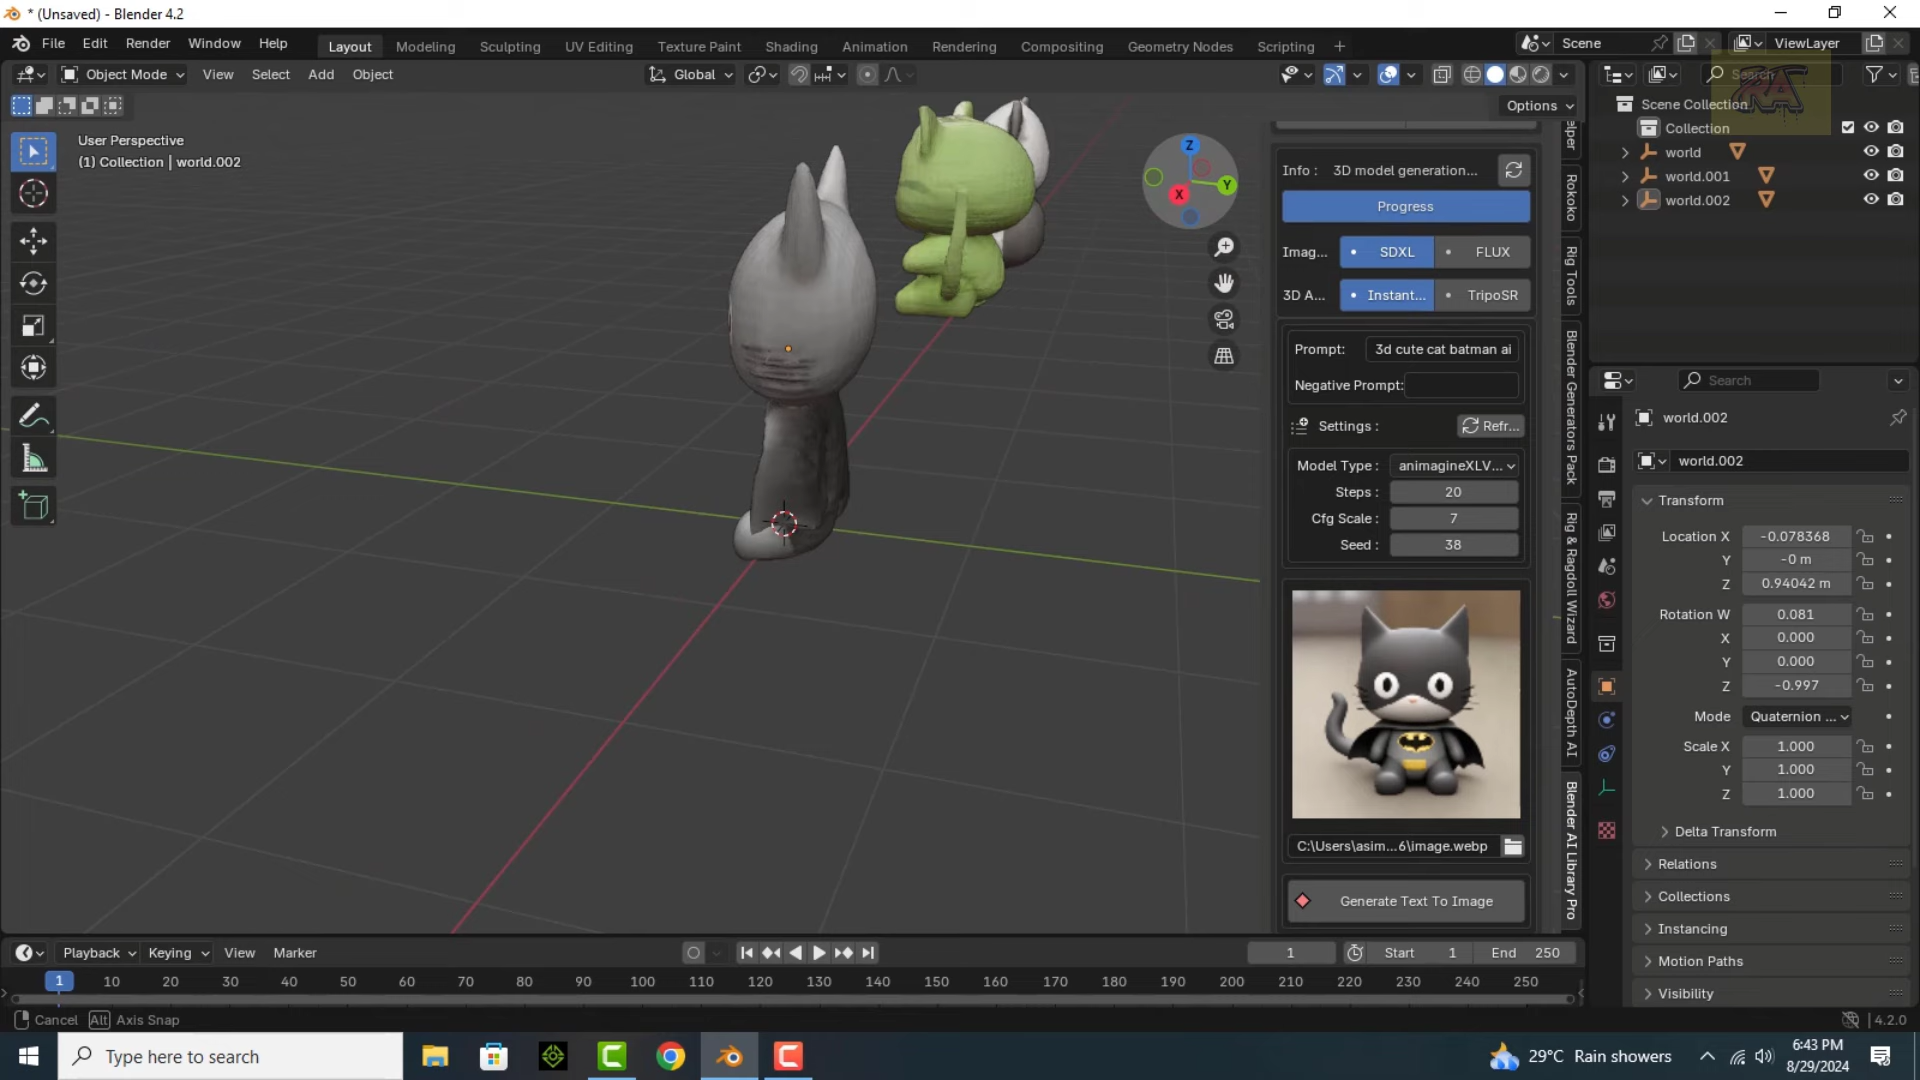 * (Unsaved) - Blender 4.2
File Edit Render Window Help Layout Modeling Sculpting UV Editing Texture Paint Shading Animation Rendering Compositing Geometry Nodes Scripting + Scene ViewLayer
Object Mode View Select Add Object Global Search
Options
User Perspective
(1) Collection | world.002
Z
Y
X
Scene Collection
Collection
world
world.001
world.002
Info : 3D model generation...
Progress
Imag... SDXL FLUX
3D A... Instant... TripoSR
Prompt: 3d cute cat batman ai
Negative Prompt:
Settings : Refr...
Model Type : animagineXLV...
Steps : 20
Cfg Scale : 7
Seed : 38
C:\Users\asim...6\image.webp
Generate Text To Image
elper
Rokoko
Rig Tools
Blender Generators Pack
Rig & Ragdoll Wizard
AutoDepth AI
Blender AI Library Pro
Search
world.002
world.002
Transform
Location X -0.078368
Y -0 m
Z 0.94042 m
Rotation W 0.081
X 0.000
Y 0.000
Z -0.997
Mode Quaternion ...
Scale X 1.000
Y 1.000
Z 1.000
Delta Transform
Relations
Collections
Instancing
Motion Paths
Visibility
Playback Keying View Marker 1 Start 1 End 250
1 10 20 30 40 50 60 70 80 90 100 110 120 130 140 150 160 170 180 190 200 210 220 230 240 250
Cancel Alt Axis Snap 4.2.0
Type here to search 29°C Rain showers 6:43 PM
8/29/2024